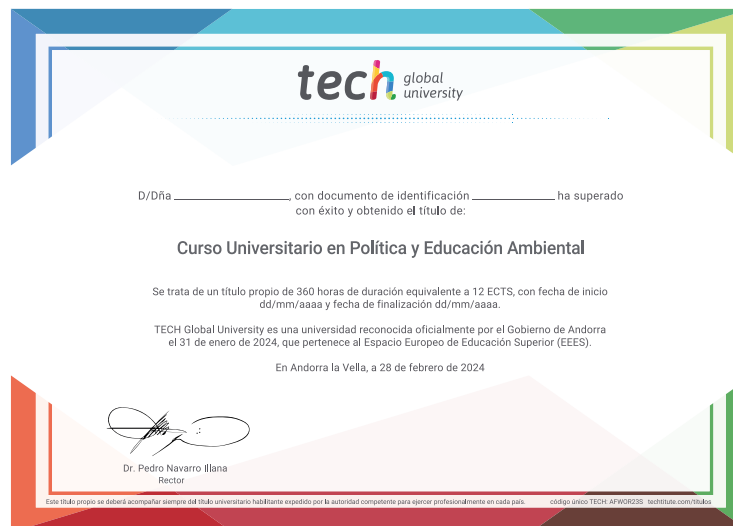 tech global
university
D/Dña ______________, con documento de identificación __________ ha superado
con éxito y obtenido el título de:
Curso Universitario en Política y Educación Ambiental
Se trata de un título propio de 360 horas de duración equivalente a 12 ECTS, con fecha de inicio
dd/mm/aaaa y fecha de finalización dd/mm/aaaa.
TECH Global University es una universidad reconocida oficialmente por el Gobierno de Andorra
el 31 de enero de 2024, que pertenece al Espacio Europeo de Educación Superior (EEES).
En Andorra la Vella, a 28 de febrero de 2024
Dr. Pedro Navarro Illana
Rector
Este título propio se deberá acompañar siempre del título universitario habilitante expedido por la autoridad competente para ejercer profesionalmente en cada país. código único TECH: AFWOR23S techtitute.com/titulos